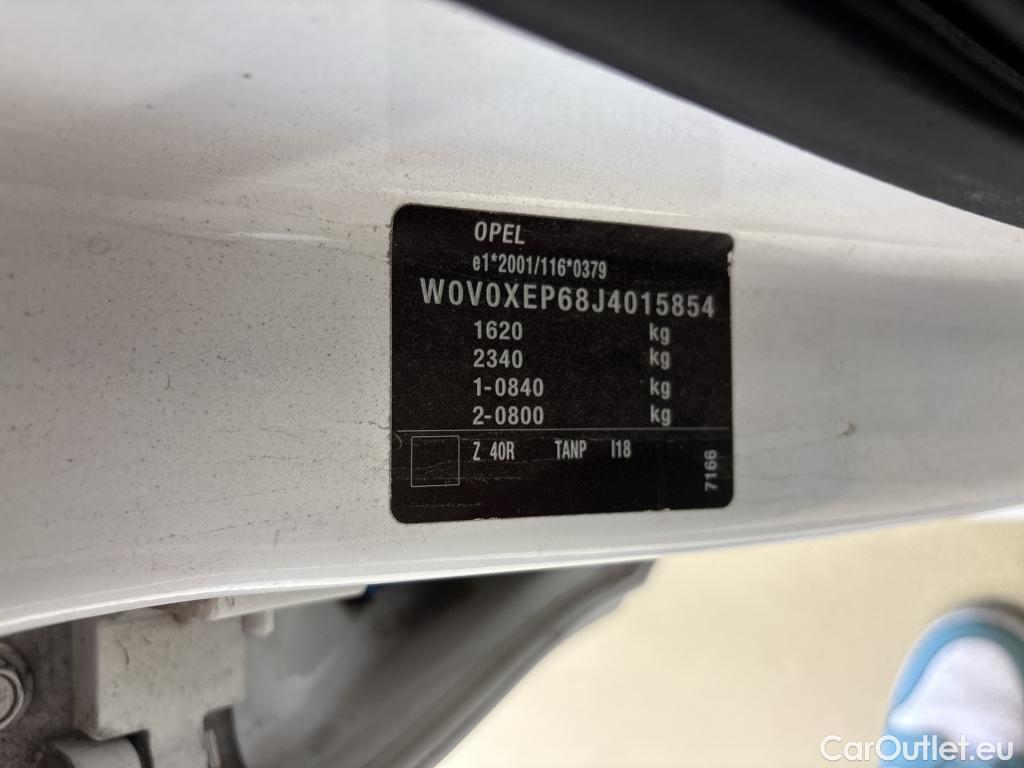 OPEL
e1*2001/116*0379
W0V0XEP68J4015854
1620 kg
2340 kg
1-0840 kg
2-0800 kg
Z 40R TANP I18
7166
CarOutlet.eu